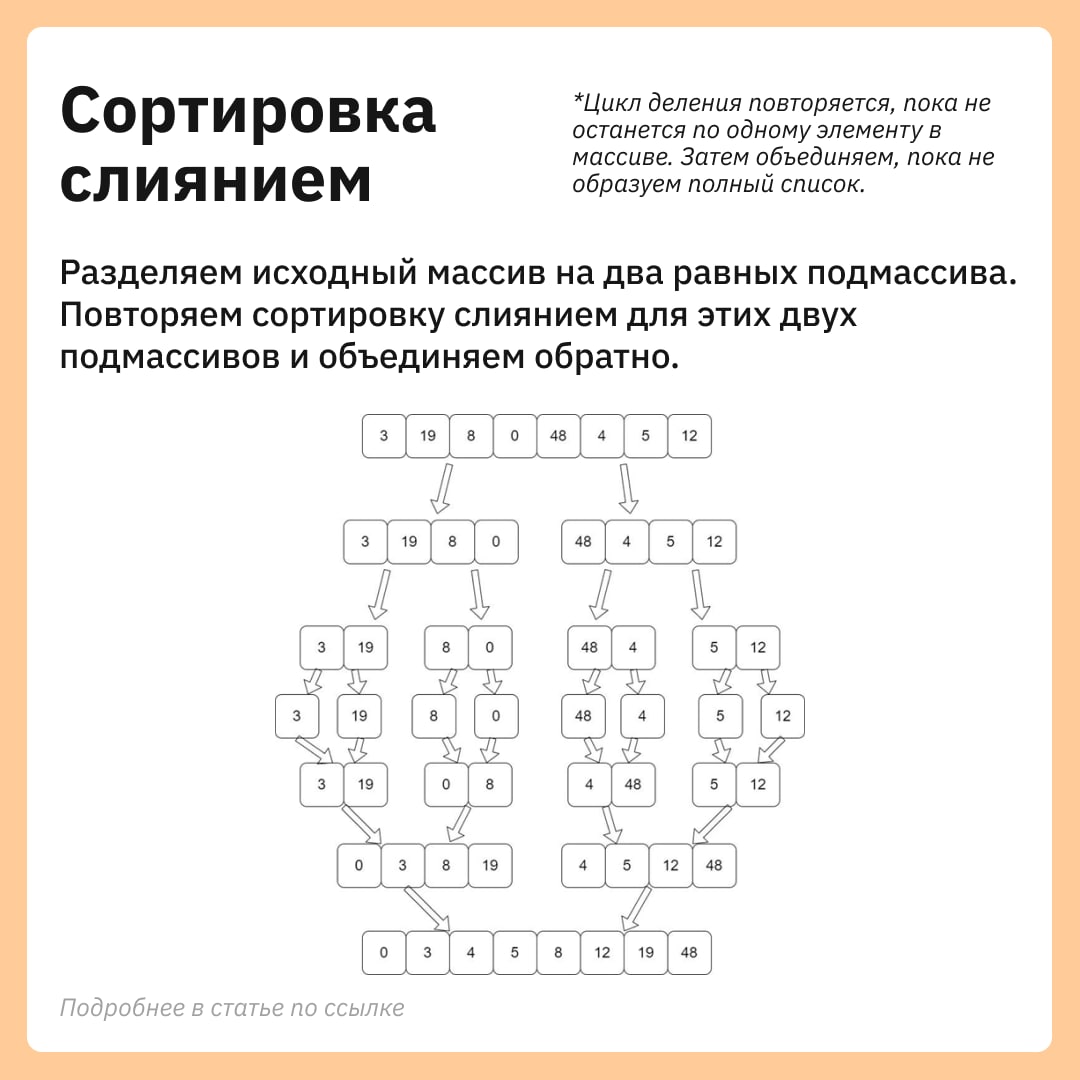 Сортировка
слиянием
*Цикл деления повторяется, пока не
останется по одному элементу в
массиве. Затем объединяем, пока не
образуем полный список.
Разделяем исходный массив на два равных подмассива.
Повторяем сортировку слиянием для этих двух
подмассивов и объединяем обратно.
3 19 8 0 48 4 5 12
3 19 8 0 48 4 5 12
3 19 8 0 48 4 5 12
3 19 8 0 48 4 5 12
3 19 0 8 4 48 5 12
0 3 8 19 4 5 12 48
0 3 4 5 8 12 19 48
Подробнее в статье по ссылке